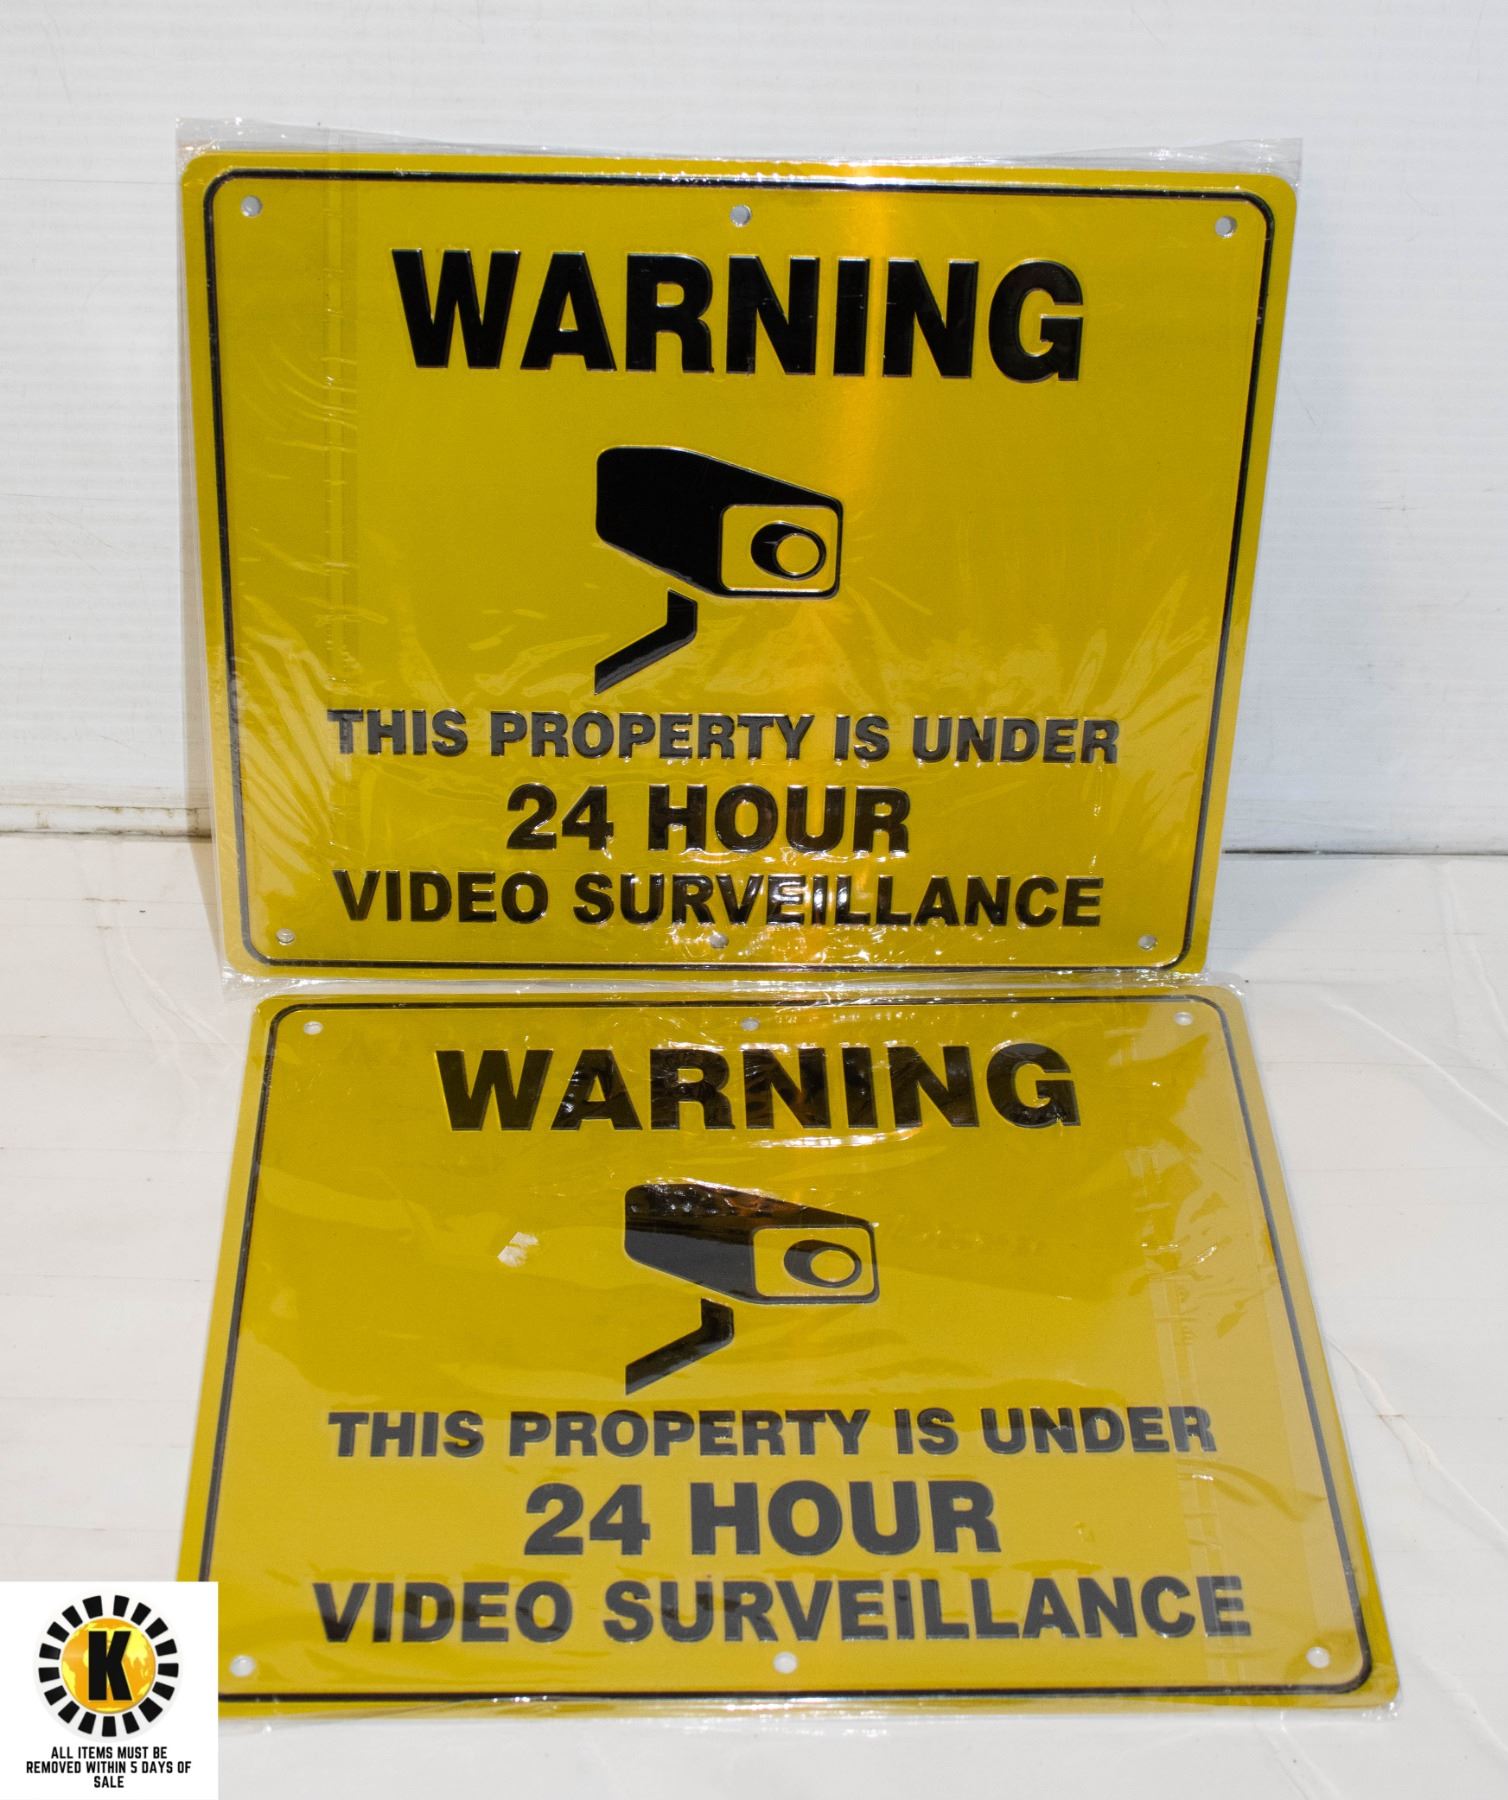 WARNING
THIS PROPERTY IS UNDER
24 HOUR
VIDEO SURVEILLANCE
WARNING
THIS PROPERTY IS UNDER
24 HOUR
VIDEO SURVEILLANCE
K
ALL ITEMS MUST BE
REMOVED WITHIN 5 DAYS OF
SALE